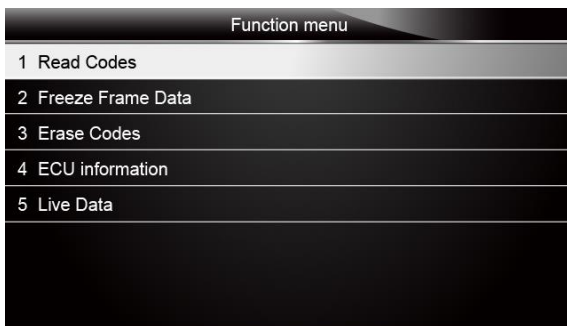 Function menu
1 Read Codes
2 Freeze Frame Data
3 Erase Codes
4 ECU information
5 Live Data